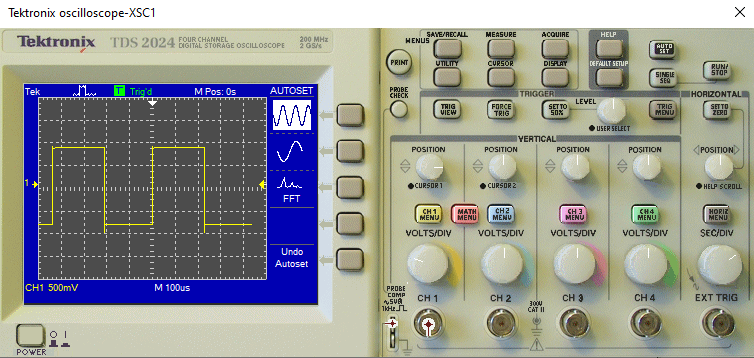 Tektronix oscilloscope-XSC1
Tektronix TDS 2024 FOUR CHANNEL DIGITAL STORAGE OSCILLOSCOPE 200 MHz 2 GS/s
Tek T Trig'd M Pos: 0s AUTOSET
1
FFT
Undo
Autoset
CH1 500mV M 100us
POWER
PRINT
PROBE
CHECK
MENUS
SAVE/RECALL MEASURE ACQUIRE
UTILITY CURSOR DISPLAY
HELP
DEFAULT SETUP
AUTO
SET
SINGLE
SEQ
RUN/
STOP
TRIGGER
TRIG
VIEW
FORCE
TRIG
SET TO
50%
LEVEL
USER SELECT
TRIG
MENU
HORIZONTAL
SET TO
ZERO
VERTICAL
POSITION POSITION POSITION POSITION POSITION
CURSOR 1 CURSOR 2 HELP SCROLL
CH 1
MENU
MATH
MENU
CH 2
MENU
CH 3
MENU
CH 4
MENU
HORIZ
MENU
VOLTS/DIV VOLTS/DIV VOLTS/DIV VOLTS/DIV SEC/DIV
PROBE
COMP
~5V@
1kHz
CH 1 CH 2 CH 3 CH 4 EXT TRIG
300V
CAT II